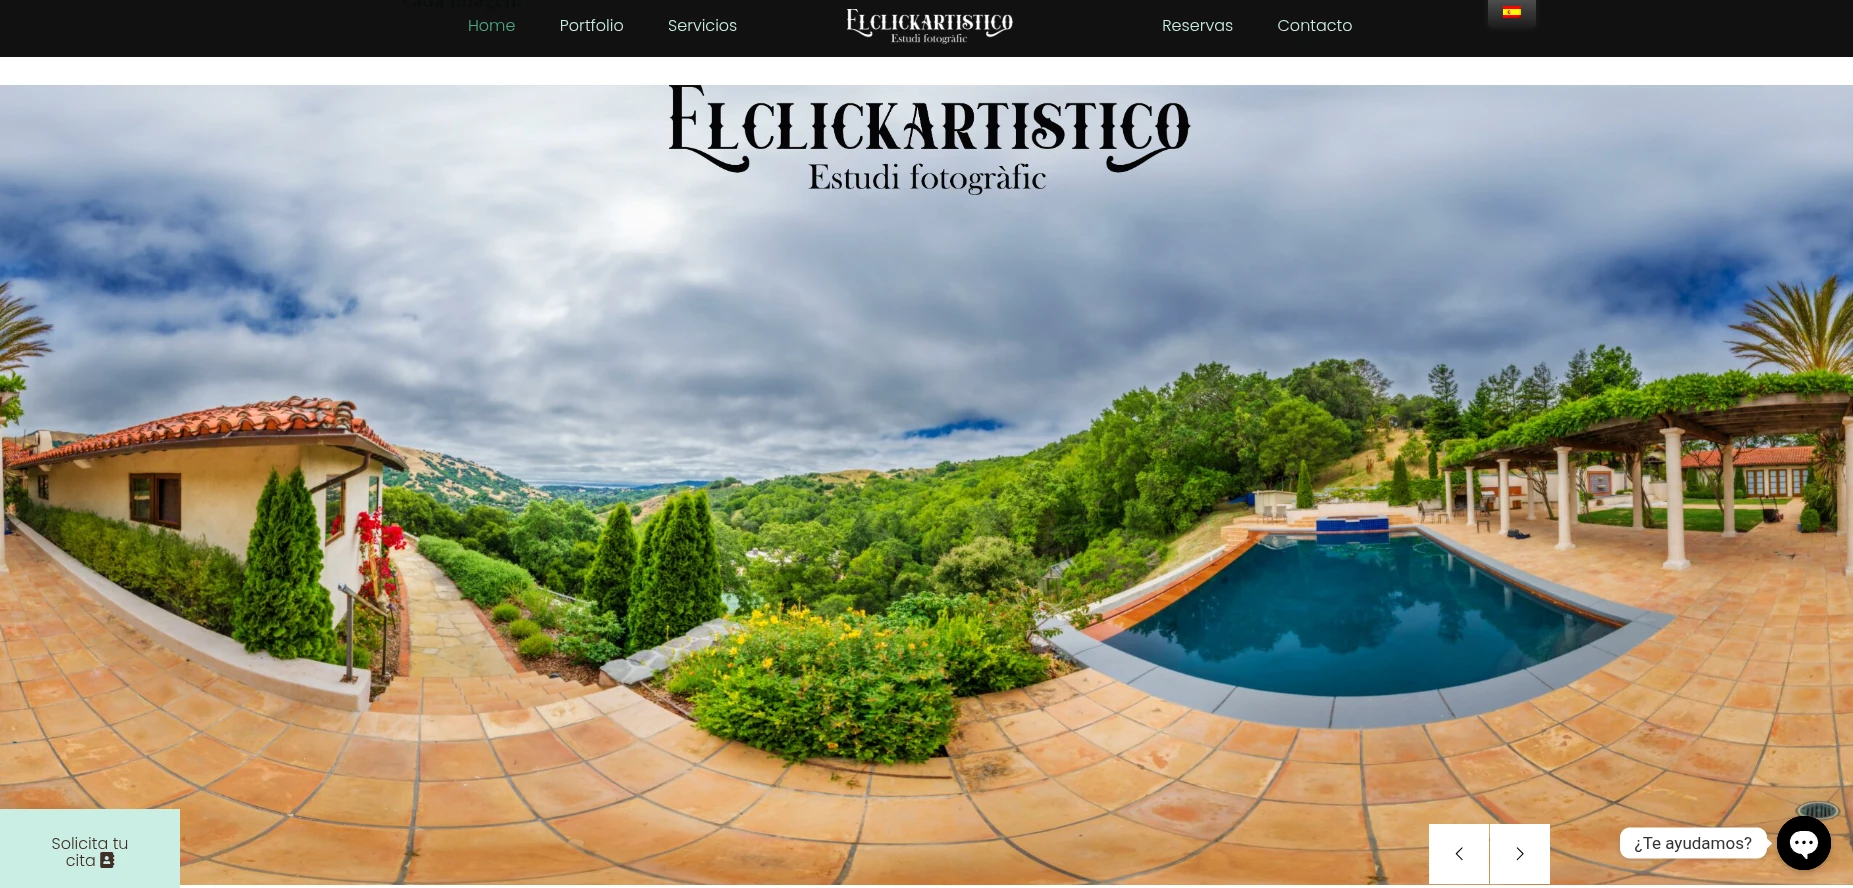 Home Portfolio Servicios ELCLICKARTISTICO Reservas Contacto
Estudi fotogràfic
ELCLICKARTISTICO
Estudi fotogràfic
Solicita tu
cita
¿Te ayudamos?